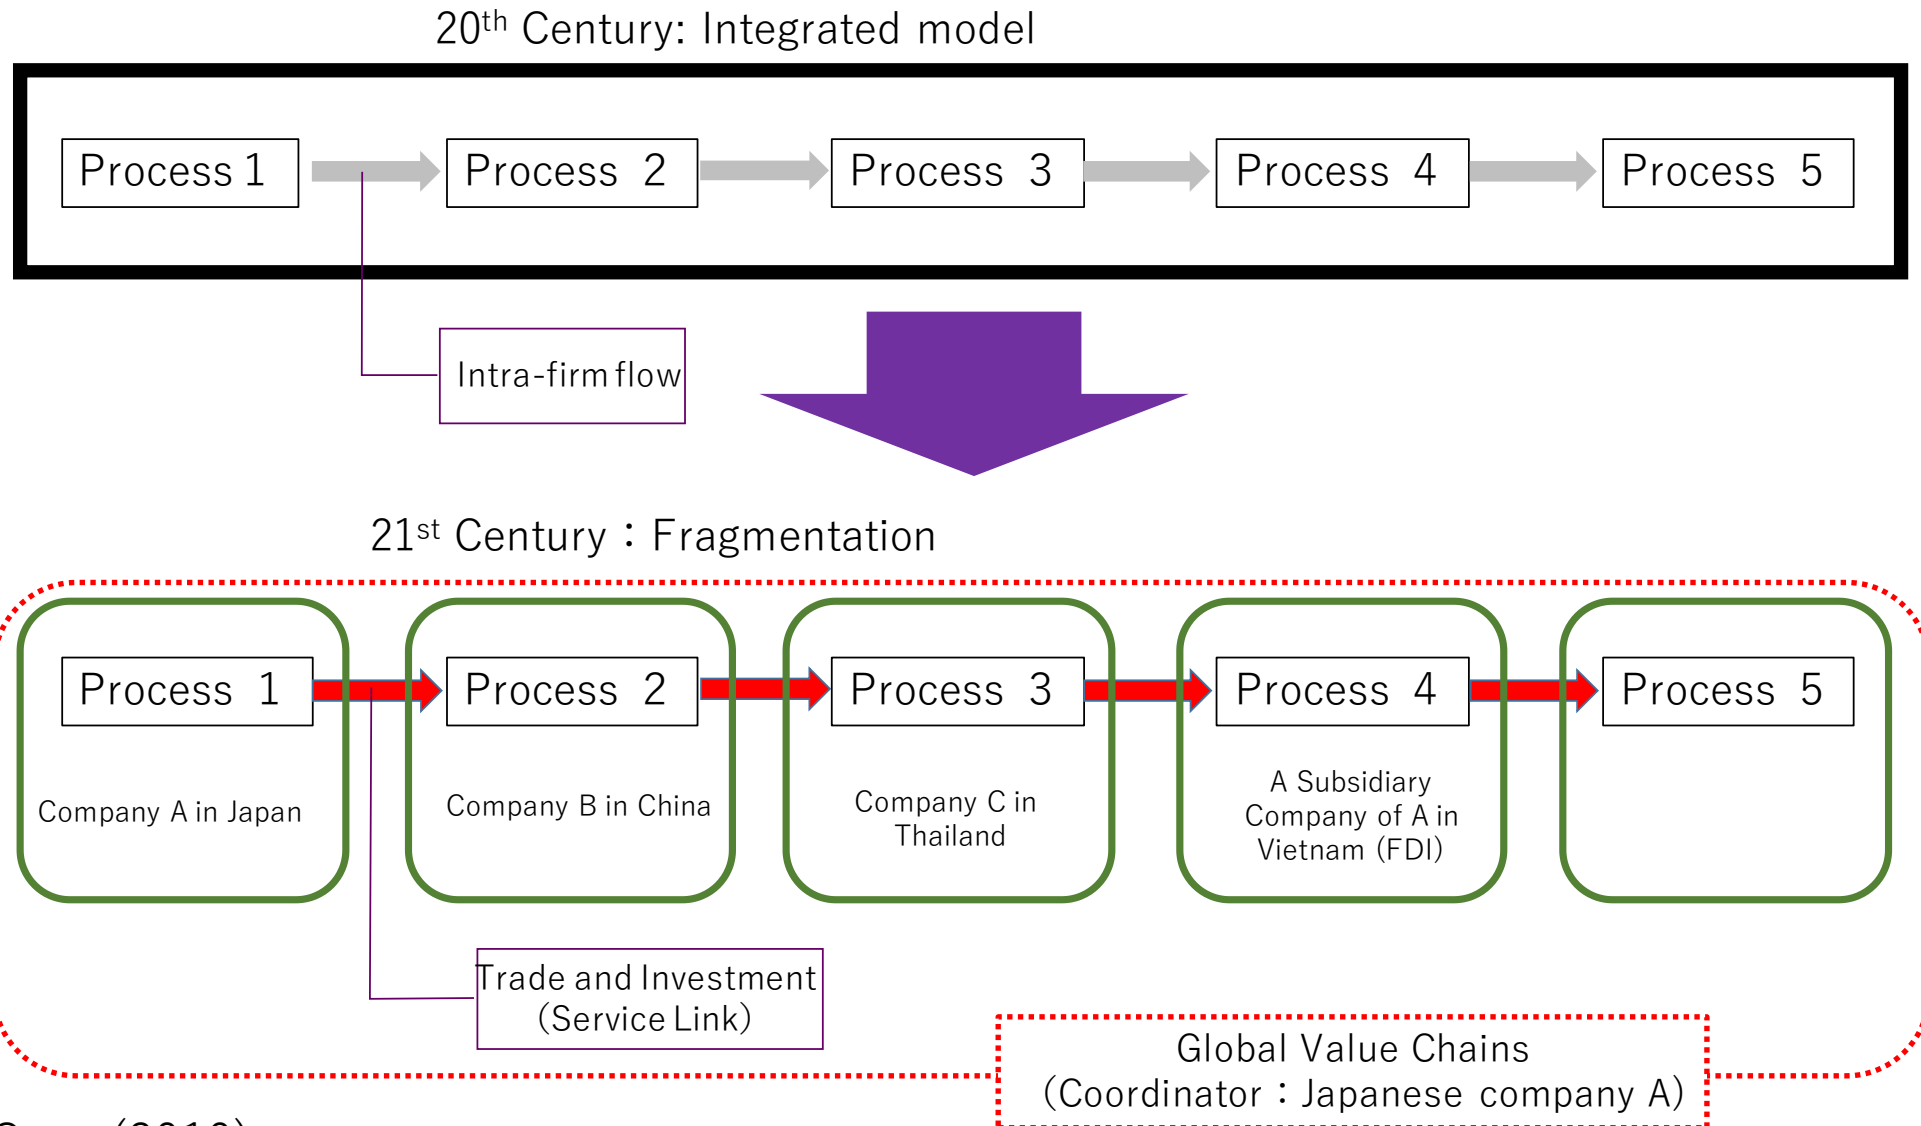 20th Century: Integrated model
Process 1
Process 2
Process 3
Process 4
Process 5
Intra-firm flow
21st Century：Fragmentation
Process 1
Process 2
Process 3
Process 4
Process 5
Company A in Japan
Company B in China
Company C in
Thailand
A Subsidiary
Company of A in
Vietnam (FDI)
Trade and Investment
(Service Link)
Global Value Chains
(Coordinator：Japanese company A)